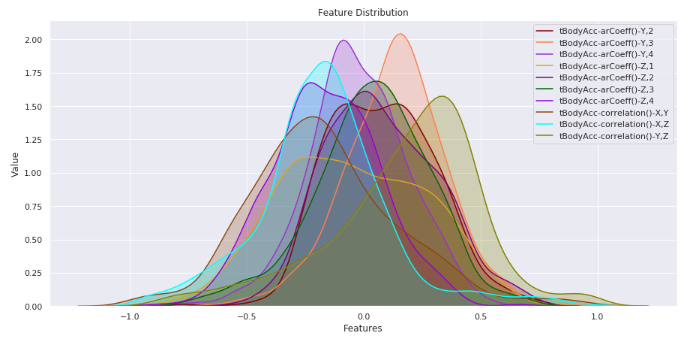 Feature Distribution
2.00
1.75
1.50
1.25
1.00
0.75
0.50
0.25
0.00
Value
tBodyAcc-arCoeff()-Y,2
tBodyAcc-arCoeff()-Y,3
tBodyAcc-arCoeff()-Y,4
tBodyAcc-arCoeff()-Z,1
tBodyAcc-arCoeff()-Z,2
tBodyAcc-arCoeff()-Z,3
tBodyAcc-arCoeff()-Z,4
tBodyAcc-correlation()-X,Y
tBodyAcc-correlation()-X,Z
tBodyAcc-correlation()-Y,Z
−1.0
−0.5
0.0
0.5
1.0
Features